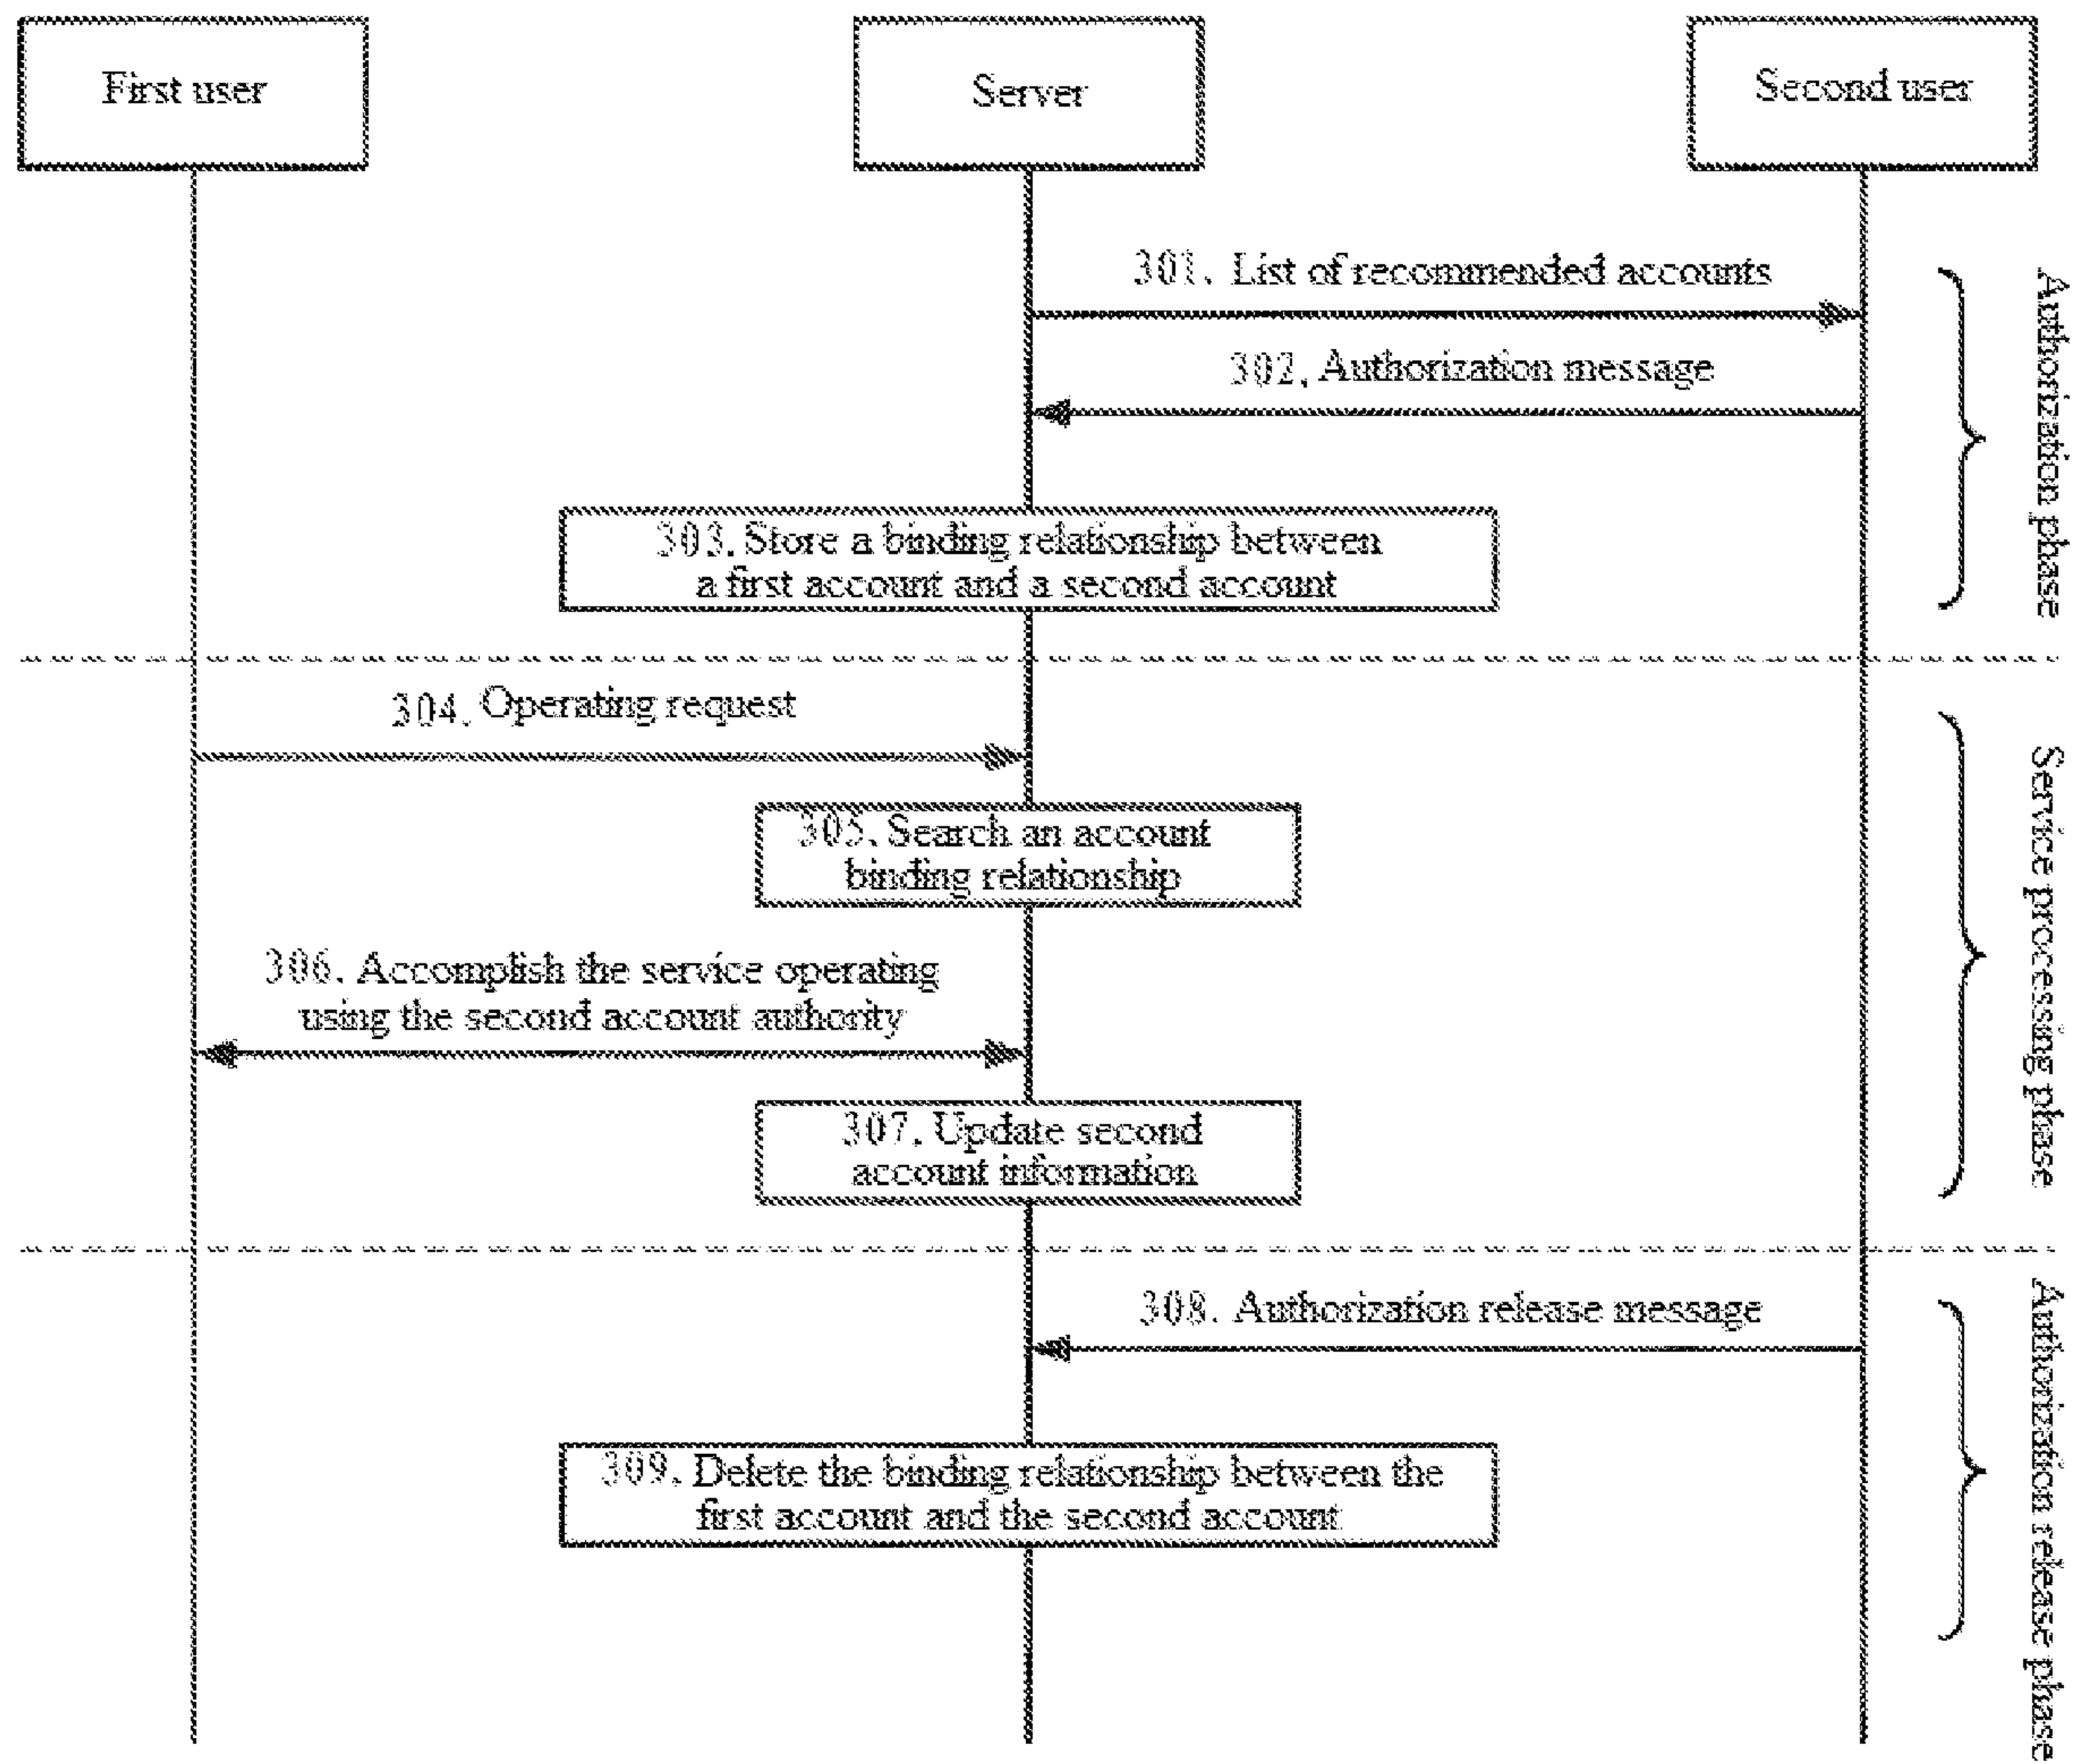 First user
Server
Second user
301. List of recommended accounts
302. Authorization message
303. Store a binding relationship between
a first account and a second account
Authorization phase
304. Operating request
305. Search an account
binding relationship
306. Accomplish the service operating
using the second account authority
307. Update second
account information
Service processing phase
308. Authorization release message
309. Delete the binding relationship between the
first account and the second account
Authorization release phase